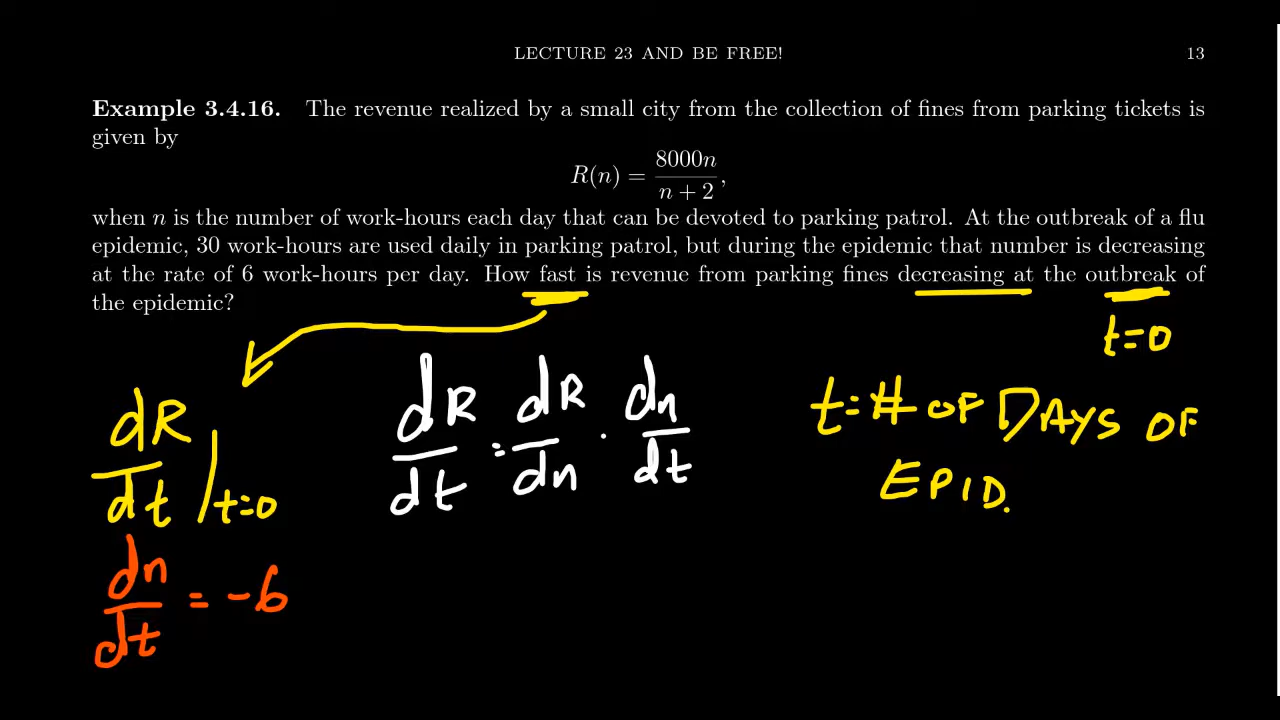 LECTURE 23 AND BE FREE! 13
Example 3.4.16. The revenue realized by a small city from the collection of fines from parking tickets is
given by
R(n) = 8000n / n + 2,
when n is the number of work-hours each day that can be devoted to parking patrol. At the outbreak of a flu
epidemic, 30 work-hours are used daily in parking patrol, but during the epidemic that number is decreasing
at the rate of 6 work-hours per day. How fast is revenue from parking fines decreasing at the outbreak of
the epidemic?
t=0
dR/dt |t=0
dR/dt = dR/dn · dn/dt
t=# OF DAYS OF
EPID.
dn/dt = -6